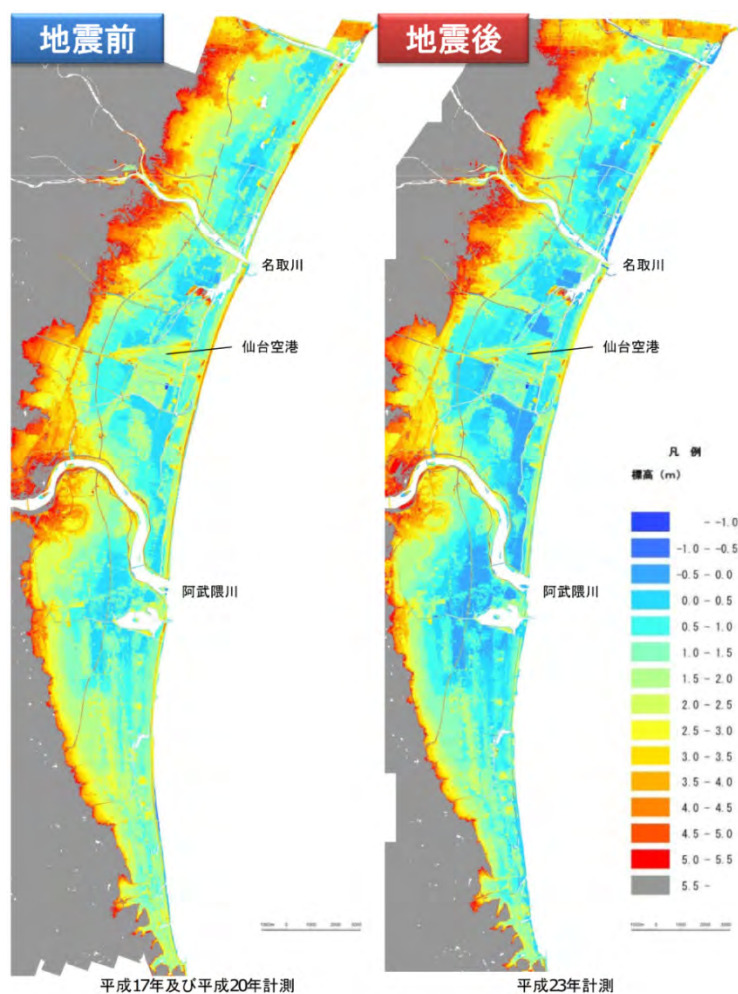 地震前
地震後
名取川
名取川
仙台空港
仙台空港
阿武隈川
阿武隈川
凡 例
標高(m)
- -1.0
-1.0 - -0.5
-0.5 - 0.0
0.0 - 0.5
0.5 - 1.0
1.0 - 1.5
1.5 - 2.0
2.0 - 2.5
2.5 - 3.0
3.0 - 3.5
3.5 - 4.0
4.0 - 4.5
4.5 - 5.0
5.0 - 5.5
5.5 -
平成17年及び平成20年計測
平成23年計測